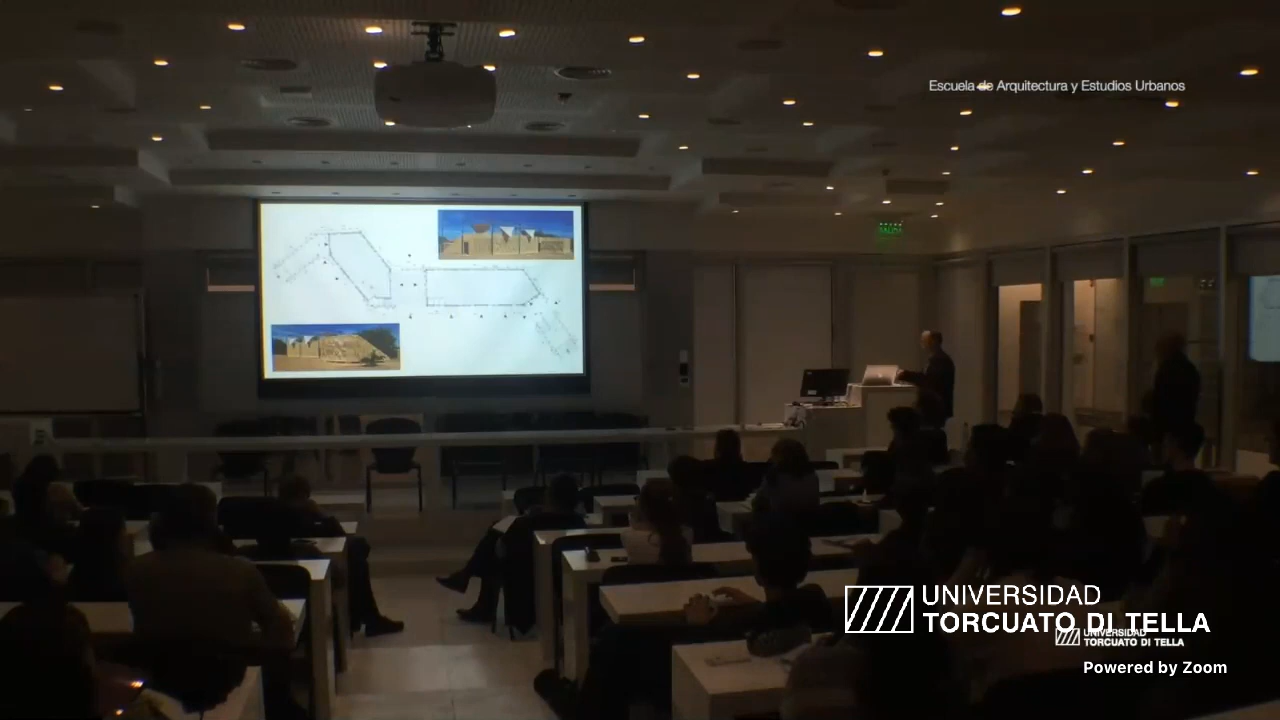 Escuela de Arquitectura y Estudios Urbanos
SALIDA
UNIVERSIDAD
TORCUATO DI TELLA
UNIVERSIDAD
TORCUATO DI TELLA
Powered by Zoom